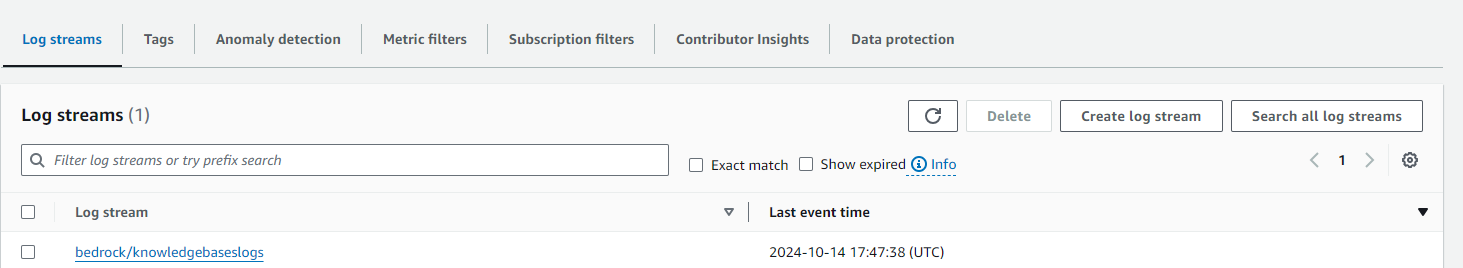 Log streams Tags Anomaly detection Metric filters Subscription filters Contributor Insights Data protection
Log streams (1) Delete Create log stream Search all log streams
Filter log streams or try prefix search Exact match Show expired Info 1
Log stream Last event time
bedrock/knowledgebaseslogs 2024-10-14 17:47:38 (UTC)